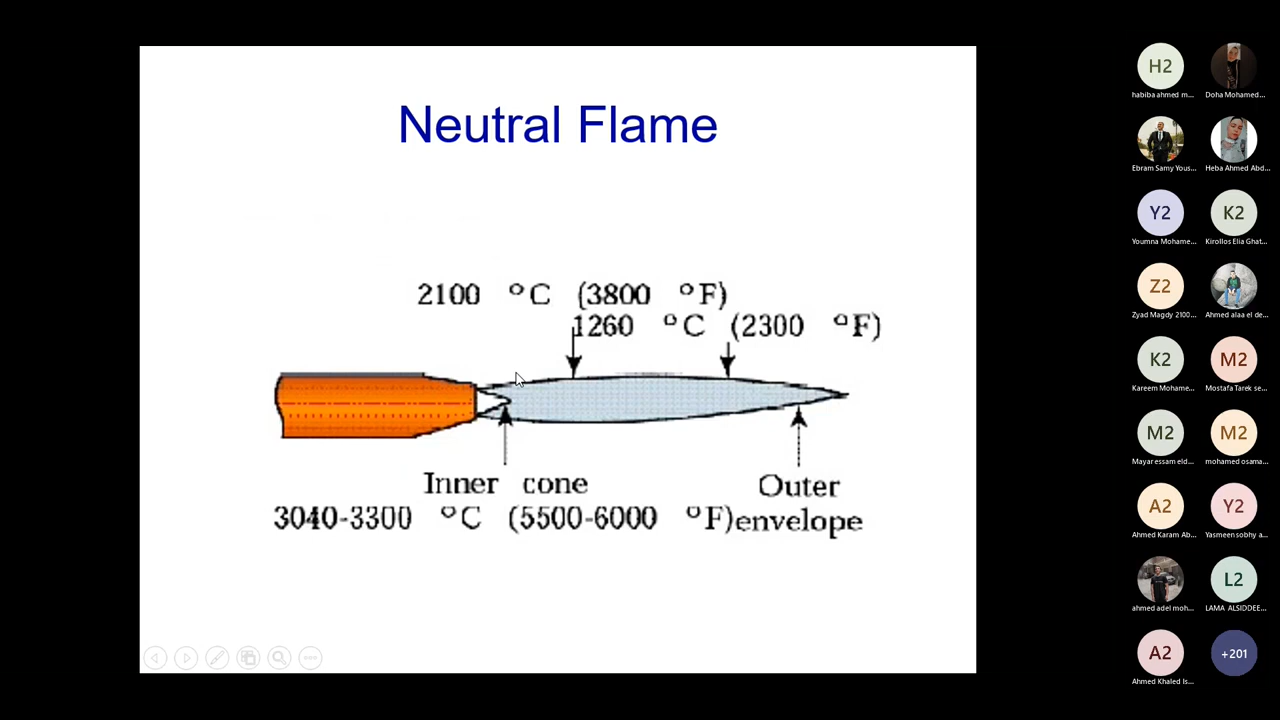 Neutral Flame
2100 °C (3800 °F)
1260 °C (2300 °F)
Inner cone
3040-3300 °C (5500-6000 °F)
Outer
envelope
H2
habiba ahmed m...
Doha Mohamed...
Ebram Samy Yous...
Heba Ahmed Abd...
Y2
Youmna Mohame...
K2
Kirollos Elia Ghat...
Z2
Zyad Magdy 2100...
Ahmed alaa el de...
K2
Kareem Mohame...
M2
Mostafa Tarek se...
M2
Mayar essam eld...
M2
mohamed osama...
A2
Ahmed Karam Ab...
Y2
Yasmeen sobhy a...
ahmed adel moh...
L2
LAMA ALSIDDEE...
A2
Ahmed Khaled Is...
+201